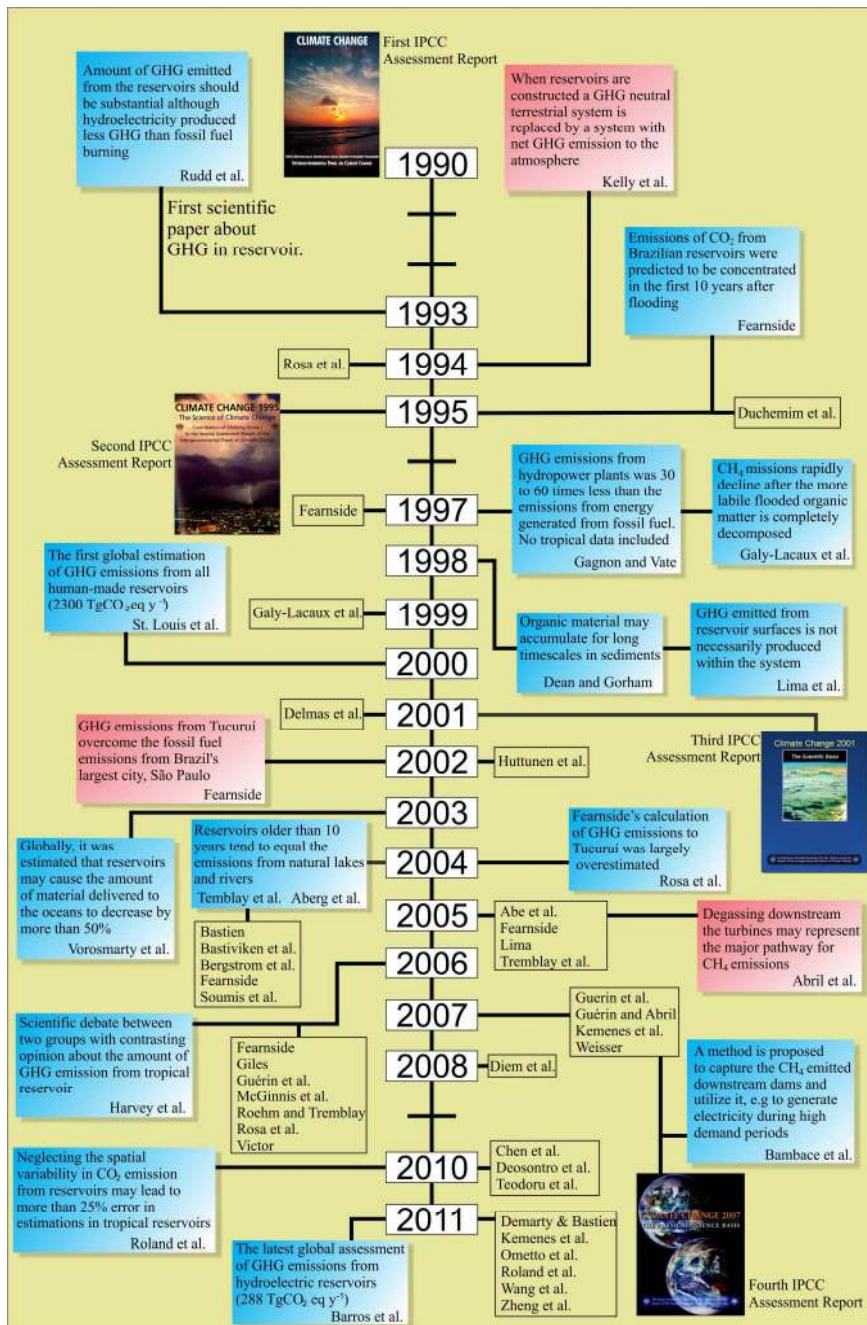 CLIMATE CHANGE
First IPCC
Assessment Report
Amount of GHG emitted
from the reservoirs should
be substantial although
hydroelectricity produced
less GHG than fossil fuel
burning
Rudd et al.
When reservoirs are
constructed a GHG neutral
terrestrial system is
replaced by a system with
net GHG emission to the
atmosphere
Kelly et al.
1990
First scientific
paper about
GHG in reservoir.
Emissions of CO₂ from
Brazilian reservoirs were
predicted to be concentrated
in the first 10 years after
flooding
Fearnside
1993
Rosa et al.
1994
CLIMATE CHANGE 1995
The Science of Climate Change
Second IPCC
Assessment Report
1995
Duchemim et al.
Fearnside
1997
GHG emissions from
hydropower plants was 30
to 60 times less than the
emissions from energy
generated from fossil fuel.
No tropical data included
Gagnon and Vate
CH₄ missions rapidly
decline after the more
labile flooded organic
matter is completely
decomposed
Galy-Lacaux et al.
1998
The first global estimation
of GHG emissions from all
human-made reservoirs
(2300 TgCO₂eq y⁻¹)
St. Louis et al.
Galy-Lacaux et al.
1999
Organic material may
accumulate for long
timescales in sediments
Dean and Gorham
GHG emitted from
reservoir surfaces is not
necessarily produced
within the system
Lima et al.
2000
Delmas et al.
2001
Third IPCC
Assessment Report
Climate Change 2001
The Scientific Basis
GHG emissions from Tucuruí
overcome the fossil fuel
emissions from Brazil's
largest city, São Paulo
Fearnside
2002
Huttunen et al.
2003
Globally, it was
estimated that reservoirs
may cause the amount
of material delivered to
the oceans to decrease by
more than 50%
Vorosmarty et al.
Reservoirs older than 10
years tend to equal the
emissions from natural lakes
and rivers
Temblay et al. Aberg et al.
2004
Fearnside's calculation
of GHG emissions to
Tucuruí was largely
overestimated
Rosa et al.
Bastien
Bastiviken et al.
Bergstrom et al.
Fearnside
Soumis et al.
2005
Abe et al.
Fearnside
Lima
Tremblay et al.
Degassing downstream
the turbines may represent
the major pathway for
CH₄ emissions
Abril et al.
2006
Scientific debate between
two groups with contrasting
opinion about the amount of
GHG emission from tropical
reservoir
Harvey et al.
Fearnside
Giles
Guérin et al.
McGinnis et al.
Roehm and Tremblay
Rosa et al.
Victor
2007
Guerin et al.
Guérin and Abril
Kemenes et al.
Weisser
2008
Diem et al.
A method is proposed
to capture the CH₄ emitted
downstream dams and
utilize it, e.g to generate
electricity during high
demand periods
Bambace et al.
Neglecting the spatial
variability in CO₂ emission
from reservoirs may lead to
more than 25% error in
estimations in tropical reservoirs
Roland et al.
2010
Chen et al.
Deosontro et al.
Teodoru et al.
2011
The latest global assessment
of GHG emissions from
hydroelectric reservoirs
(288 TgCO₂ eq y⁻¹)
Barros et al.
Demarty & Bastien
Kemenes et al.
Ometto et al.
Roland et al.
Wang et al.
Zheng et al.
CLIMATE CHANGE 2007
THE PHYSICAL SCIENCE BASIS
Fourth IPCC
Assessment Report